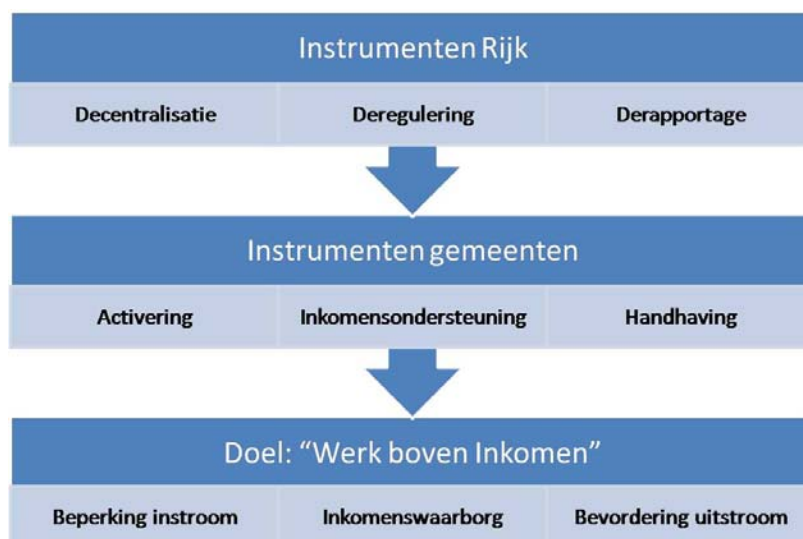 Instrumenten Rijk
Decentralisatie Deregulering Derapportage
Instrumenten gemeenten
Activering Inkomensondersteuning Handhaving
Doel: “Werk boven Inkomen”
Beperking instroom Inkomenswaarborg Bevordering uitstroom